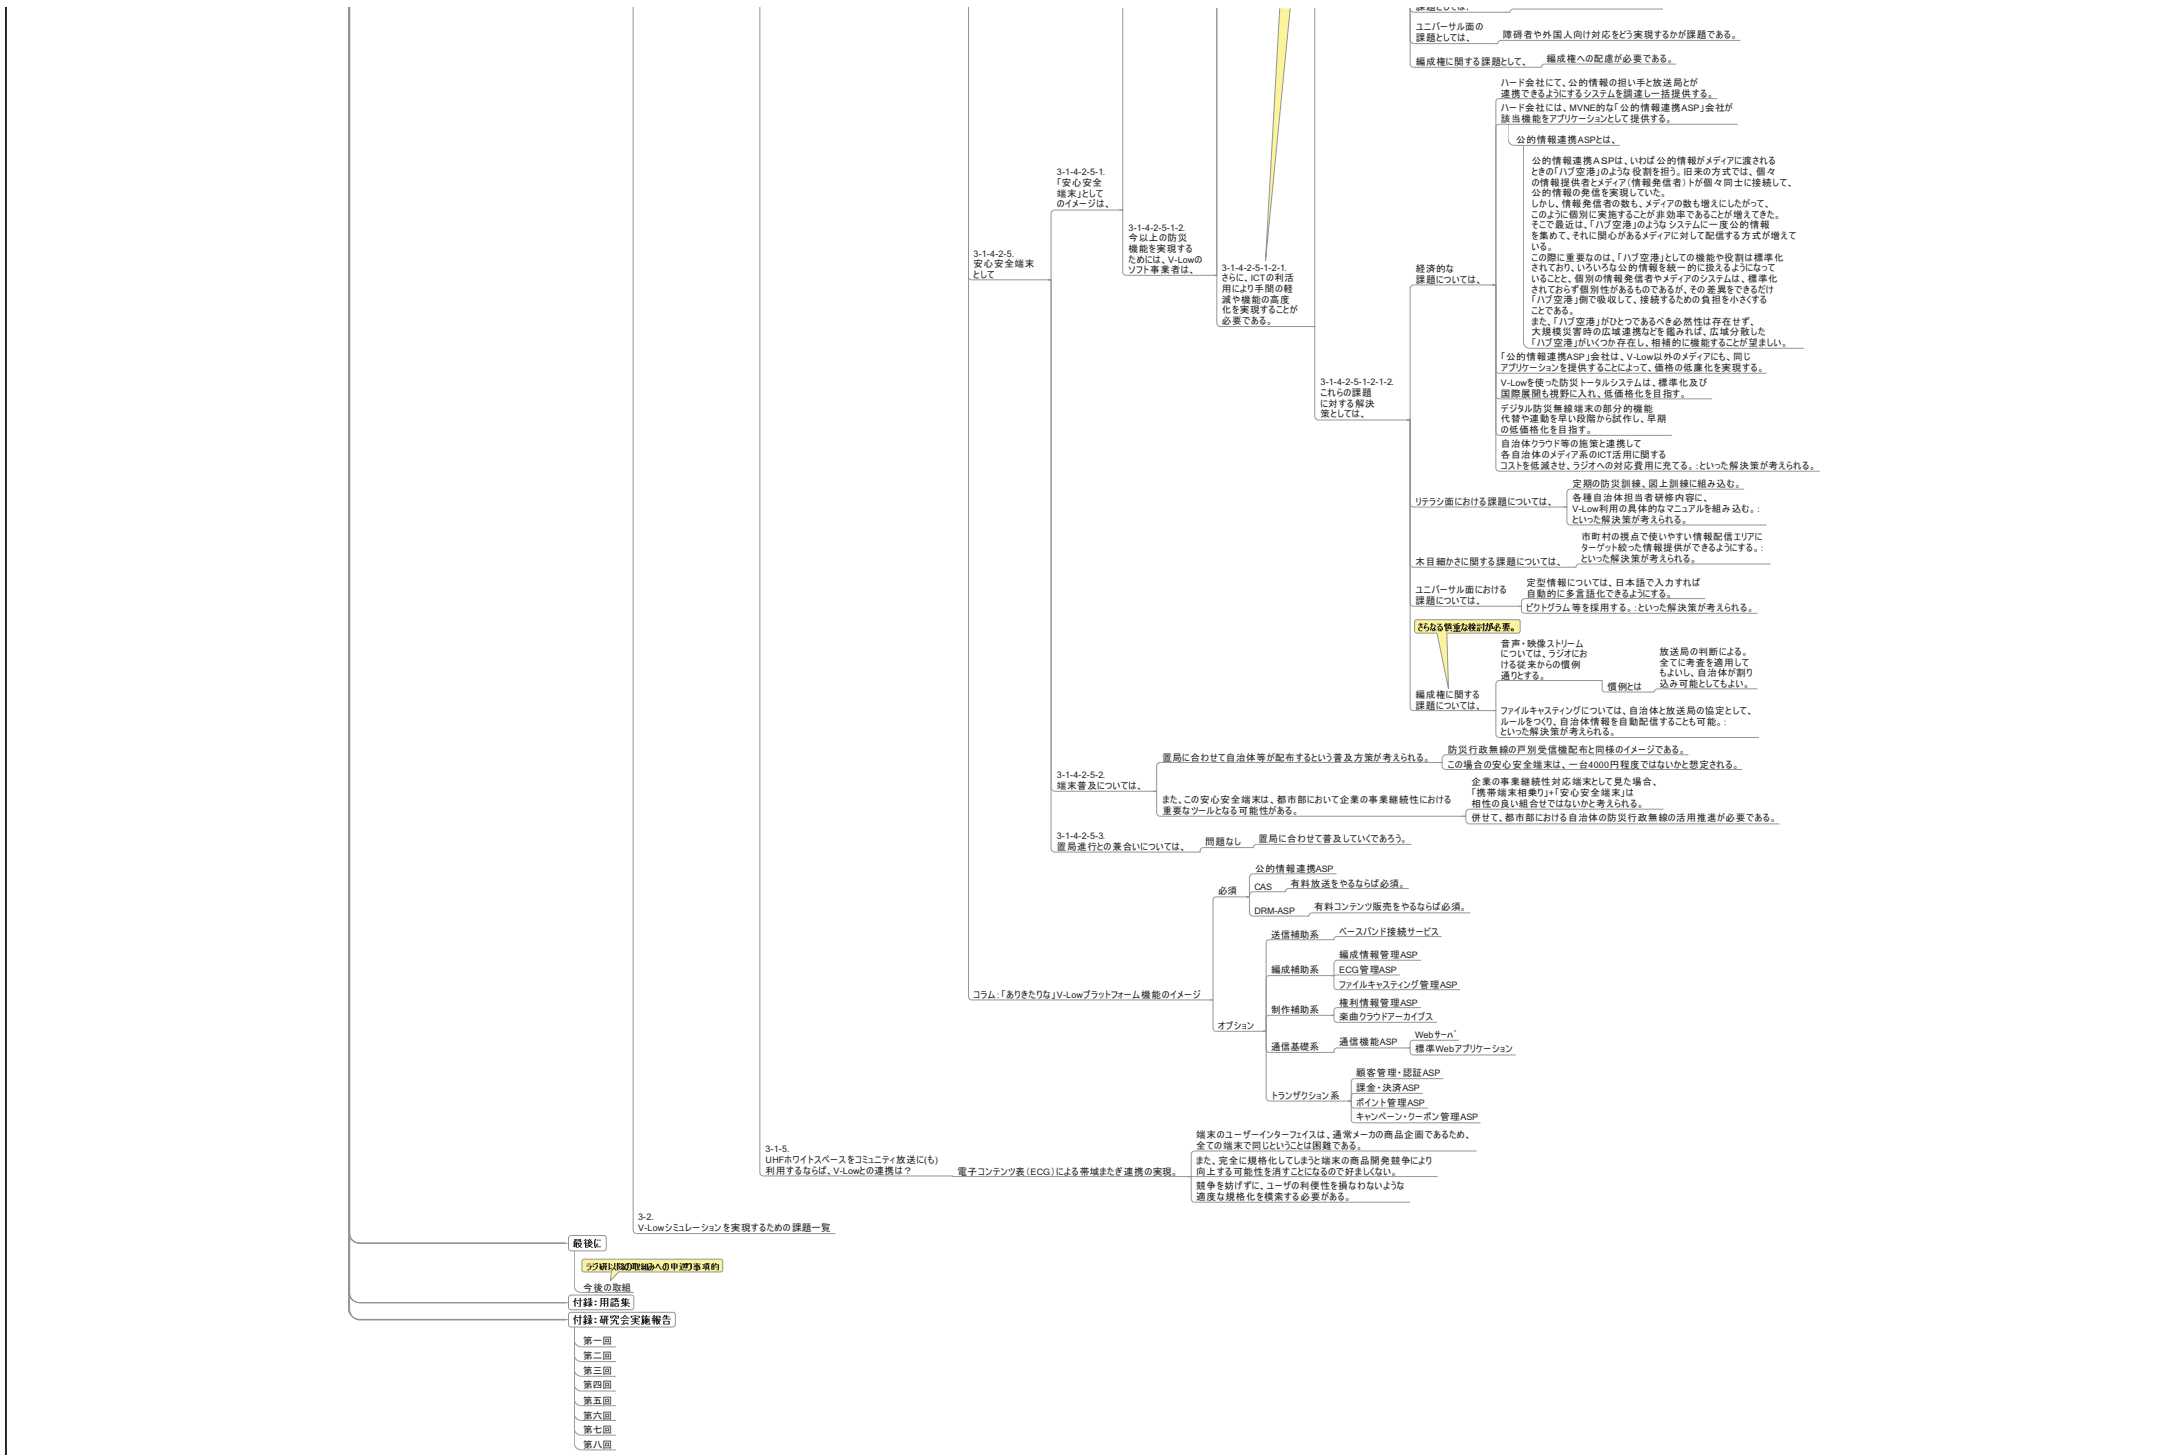 課題としては、
ユニバーサル面の
課題としては、
障碍者や外国人向け対応をどう実現するかが課題である。
編成権に関する課題として、
編成権への配慮が必要である。
3-1-4-2-5.
安心安全端末
として
3-1-4-2-5-1.
「安心安全
端末」として
のイメージは、
3-1-4-2-5-1-2.
今以上の防災
機能を実現する
ためには、V-Lowの
ソフト事業者は、
3-1-4-2-5-1-2-1.
さらに、ICTの利活
用により手間の軽
減や機能の高度
化を実現することが
必要である。
3-1-4-2-5-1-2-1-2.
これらの課題
に対する解決
策としては、
経済的な
課題については、
ハード会社にて、公的情報の担い手と放送局とが
連携できるようにするシステムを調達し一括提供する。
ハード会社には、MVNE的な「公的情報連携ASP」会社が
該当機能をアプリケーションとして提供する。
公的情報連携ASPとは、
公的情報連携ASPは、いわば公的情報がメディアに渡される
ときの「ハブ空港」のような役割を担う。旧来の方式では、個々
の情報提供者とメディア（情報発信者）トが個々同士に接続して、
公的情報の発信を実現していた。
しかし、情報発信者の数も、メディアの数も増えにしたがって、
このように個別に実施することが非効率であることが増えてきた。
そこで最近は、「ハブ空港」のようなシステムに一度公的情報
を集めて、それに関心があるメディアに対して配信する方式が増えて
いる。
この際に重要なのは、「ハブ空港」としての機能や役割は標準化
されており、いろいろな公的情報を統一的に扱えるようになって
いることと、個別の情報発信者やメディアのシステムは、標準化
されておらず個別性があるものであるが、その差異をできるだけ
「ハブ空港」側で吸収して、接続するための負担を小さくする
ことである。
また、「ハブ空港」がひとつであるべき必然性は存在せず、
大規模災害時の広域連携などを鑑みれば、広域分散した
「ハブ空港」がいくつか存在し、相補的に機能することが望ましい。
「公的情報連携ASP」会社は、V-Low以外のメディアにも、同じ
アプリケーションを提供することによって、価格の低廉化を実現する。
V-Lowを使った防災トータルシステムは、標準化及び
国際展開も視野に入れ、低価格化を目指す。
デジタル防災無線端末の部分的機能
代替や連動を早い段階から試作し、早期
の低価格化を目指す。
自治体クラウド等の施策と連携して
各自治体のメディア系のICT活用に関する
コストを低減させ、ラジオへの対応費用に充てる。：といった解決策が考えられる。
リテラシ面における課題については、
定期の防災訓練、図上訓練に組み込む。
各種自治体担当者研修内容に、
V-Low利用の具体的なマニュアルを組み込む。：
といった解決策が考えられる。
木目細かさに関する課題については、
市町村の視点で使いやすい情報配信エリアに
ターゲット絞った情報提供ができるようにする。：
といった解決策が考えられる。
ユニバーサル面における
課題については、
定型情報については、日本語で入力すれば
自動的に多言語化できるようにする。
ピクトグラム等を採用する。：といった解決策が考えられる。
さらなる慎重な検討が必要。
編成権に関する
課題については、
音声・映像ストリーム
については、ラジオにお
ける従来からの慣例
通りとする。
慣例とは
放送局の判断による。
全てに考査を適用して
もよいし、自治体が割り
込み可能としてもよい。
ファイルキャスティングについては、自治体と放送局の協定として、
ルールをつくり、自治体情報を自動配信することも可能。：
といった解決策が考えられる。
3-1-4-2-5-2.
端末普及については、
置局に合わせて自治体等が配布するという普及方策が考えられる。
防災行政無線の戸別受信機配布と同様のイメージである。
この場合の安心安全端末は、一台4000円程度ではないかと想定される。
また、この安心安全端末は、都市部において企業の事業継続性における
重要なツールとなる可能性がある。
企業の事業継続性対応端末として見た場合、
「携帯端末相乗り」+「安心安全端末」は
相性の良い組合せではないかと考えられる。
併せて、都市部における自治体の防災行政無線の活用推進が必要である。
3-1-4-2-5-3.
置局進行との兼合いについては、
問題なし
置局に合わせて普及していくであろう。
コラム：「ありきたりな」V-Lowプラットフォーム機能のイメージ
必須
公的情報連携ASP
CAS
有料放送をやるならば必須。
DRM-ASP
有料コンテンツ販売をやるならば必須。
オプション
送信補助系
ベースバンド接続サービス
編成補助系
編成情報管理ASP
ECG管理ASP
ファイルキャスティング管理ASP
制作補助系
権利情報管理ASP
楽曲クラウドアーカイブス
通信基礎系
通信機能ASP
Webサーバ
標準Webアプリケーション
トランザクション系
顧客管理・認証ASP
課金・決済ASP
ポイント管理ASP
キャンペーン・クーポン管理ASP
3-1-5.
UHFホワイトスペースをコミュニティ放送に(も)
利用するならば、V-Lowとの連携は？
電子コンテンツ表（ECG）による帯域またぎ連携の実現。
端末のユーザーインターフェイスは、通常メーカの商品企画であるため、
全ての端末で同じということは困難である。
また、完全に規格化してしまうと端末の商品開発競争により
向上する可能性を消すことになるので好ましくない。
競争を妨げずに、ユーザの利便性を損なわないような
適度な規格化を模索する必要がある。
3-2.
V-Lowシミュレーションを実現するための課題一覧
最後に
ラジ研以降の取組みへの申送り事項的
今後の取組
付録：用語集
付録：研究会実施報告
第一回
第二回
第三回
第四回
第五回
第六回
第七回
第八回